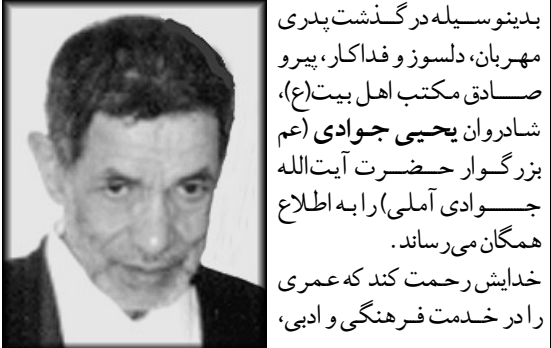 بدینوسیله درگذشت پدری
مهربان، دلسوز و فداکار، پیرو
صادق مکتب اهل بیت(ع)،
شادروان یحیی جوادی (عم
بزرگوار حضرت آیت‌الله
جوادی آملی) را به اطلاع
همگان می‌رساند.
خدایش رحمت کند که عمری
را در خدمت فرهنگی و ادبی،